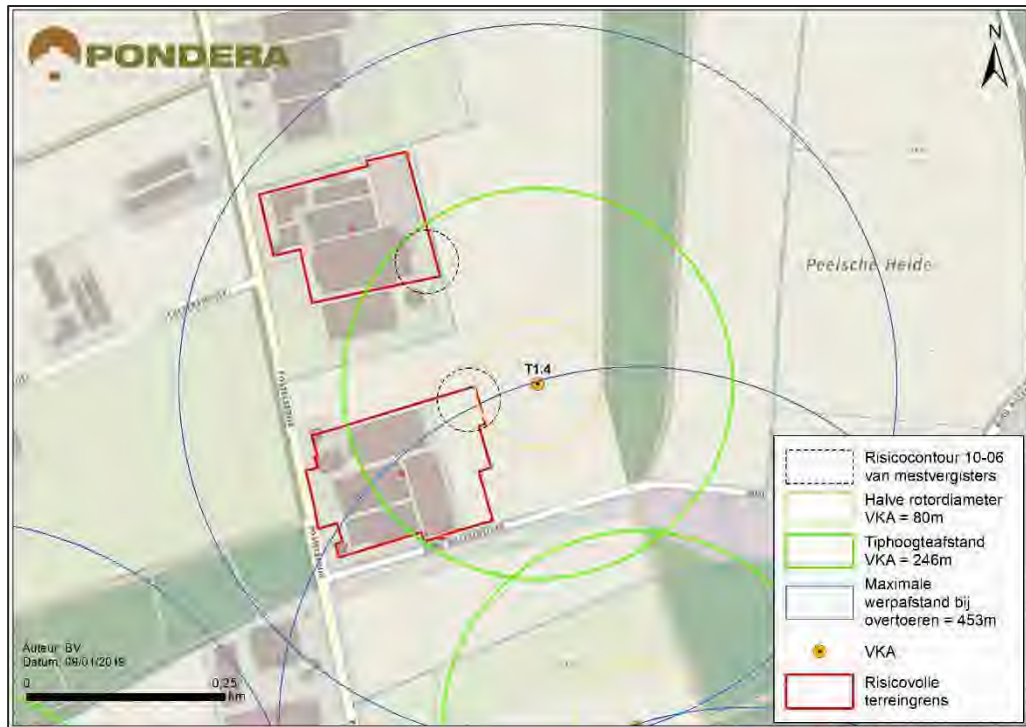 PONDERA
N
Peelsche Heide
T1.4
Risicocontour 10-06
van mestvergisters
Halve rotordiameter
VKA = 80m
Tiphoogteafstand
VKA = 246m
Maximale
werpafstand bij
overtoeren = 453m
VKA
Risicovolle
terreingrens
Auteur: BV
Datum: 09/01/2019
0 0,25
km